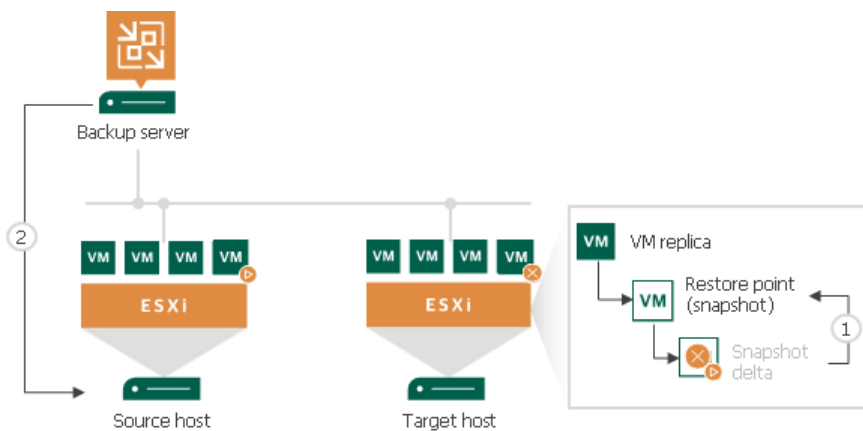 Backup server
2
VM VM VM VM
ESXi
Source host
VM VM VM VM
ESXi
Target host
VM VM replica
VM Restore point
(snapshot)
1
Snapshot
delta